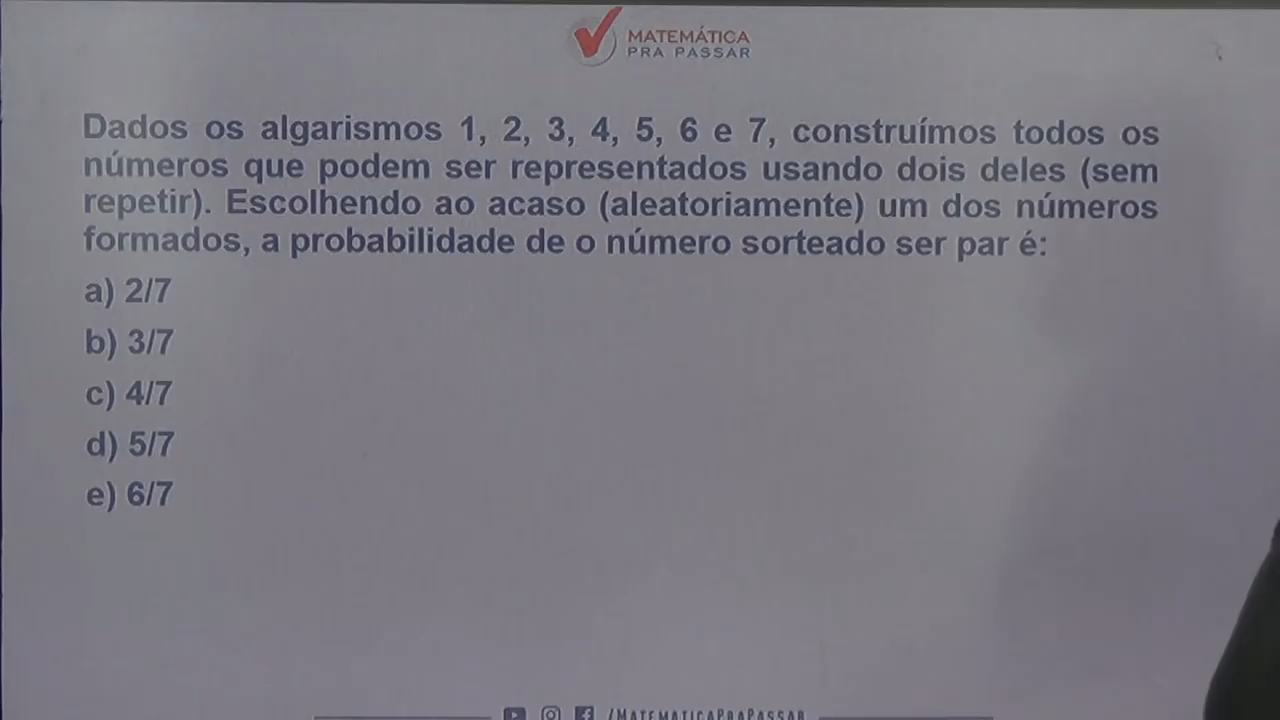 MATEMÁTICA
PRA PASSAR
Dados os algarismos 1, 2, 3, 4, 5, 6 e 7, construímos todos os
números que podem ser representados usando dois deles (sem
repetir). Escolhendo ao acaso (aleatoriamente) um dos números
formados, a probabilidade de o número sorteado ser par é:
a) 2/7
b) 3/7
c) 4/7
d) 5/7
e) 6/7
/MATEMATICAPRAPASSAR